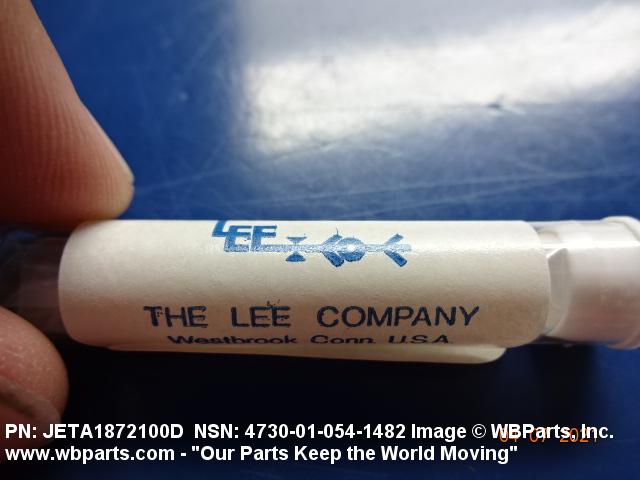 LEE
THE LEE COMPANY
Westbrook Conn. U.S.A.
PN: JETA1872100D NSN: 4730-01-054-1482 Image © WBParts, Inc.
www.wbparts.com - "Our Parts Keep the World Moving"